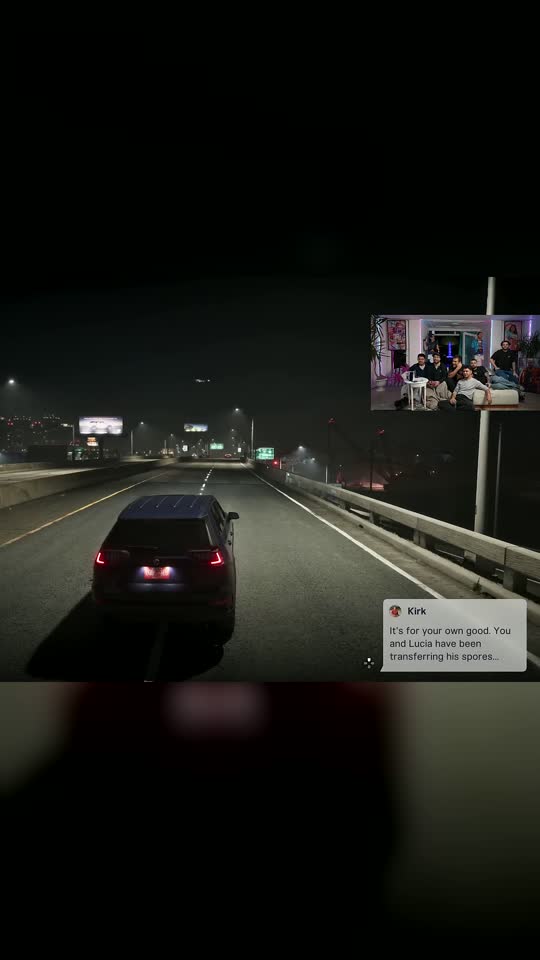 Kirk
It's for your own good. You
and Lucia have been
transferring his spores...